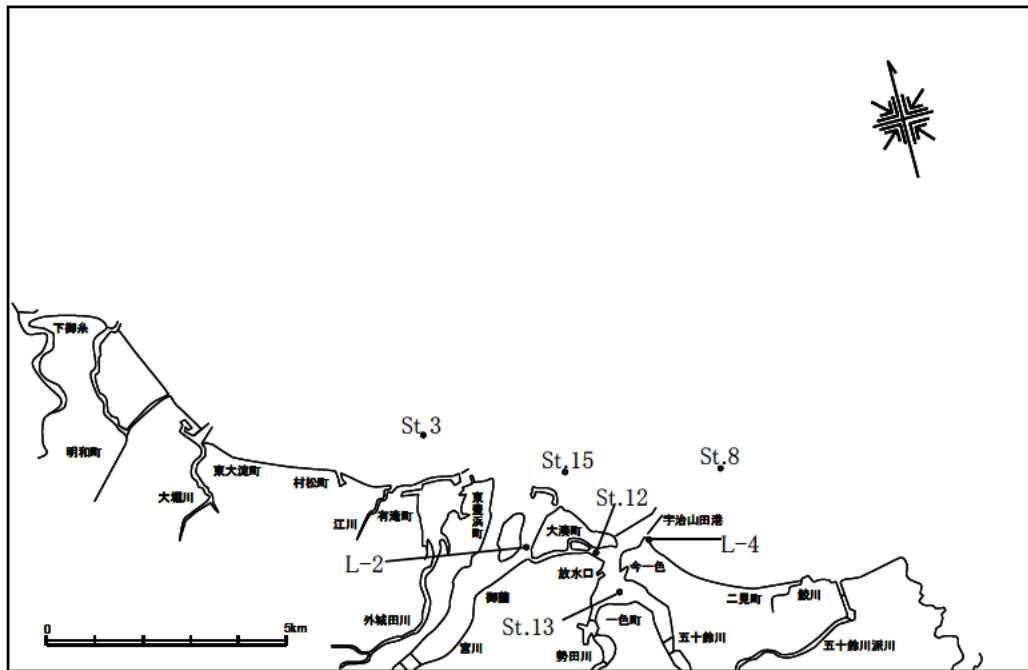 下御糸
St.3
明和町
東大淀町
St.15
St.8
村松町
大堀川
東豊浜町
St.12
江川
有滝町
大湊町
宇治山田港
L-2
放水口
今一色
L-4
御薗
二見町
鮫川
外城田川
St.13
一色町
0
5km
宮川
勢田川
五十鈴川
五十鈴川派川